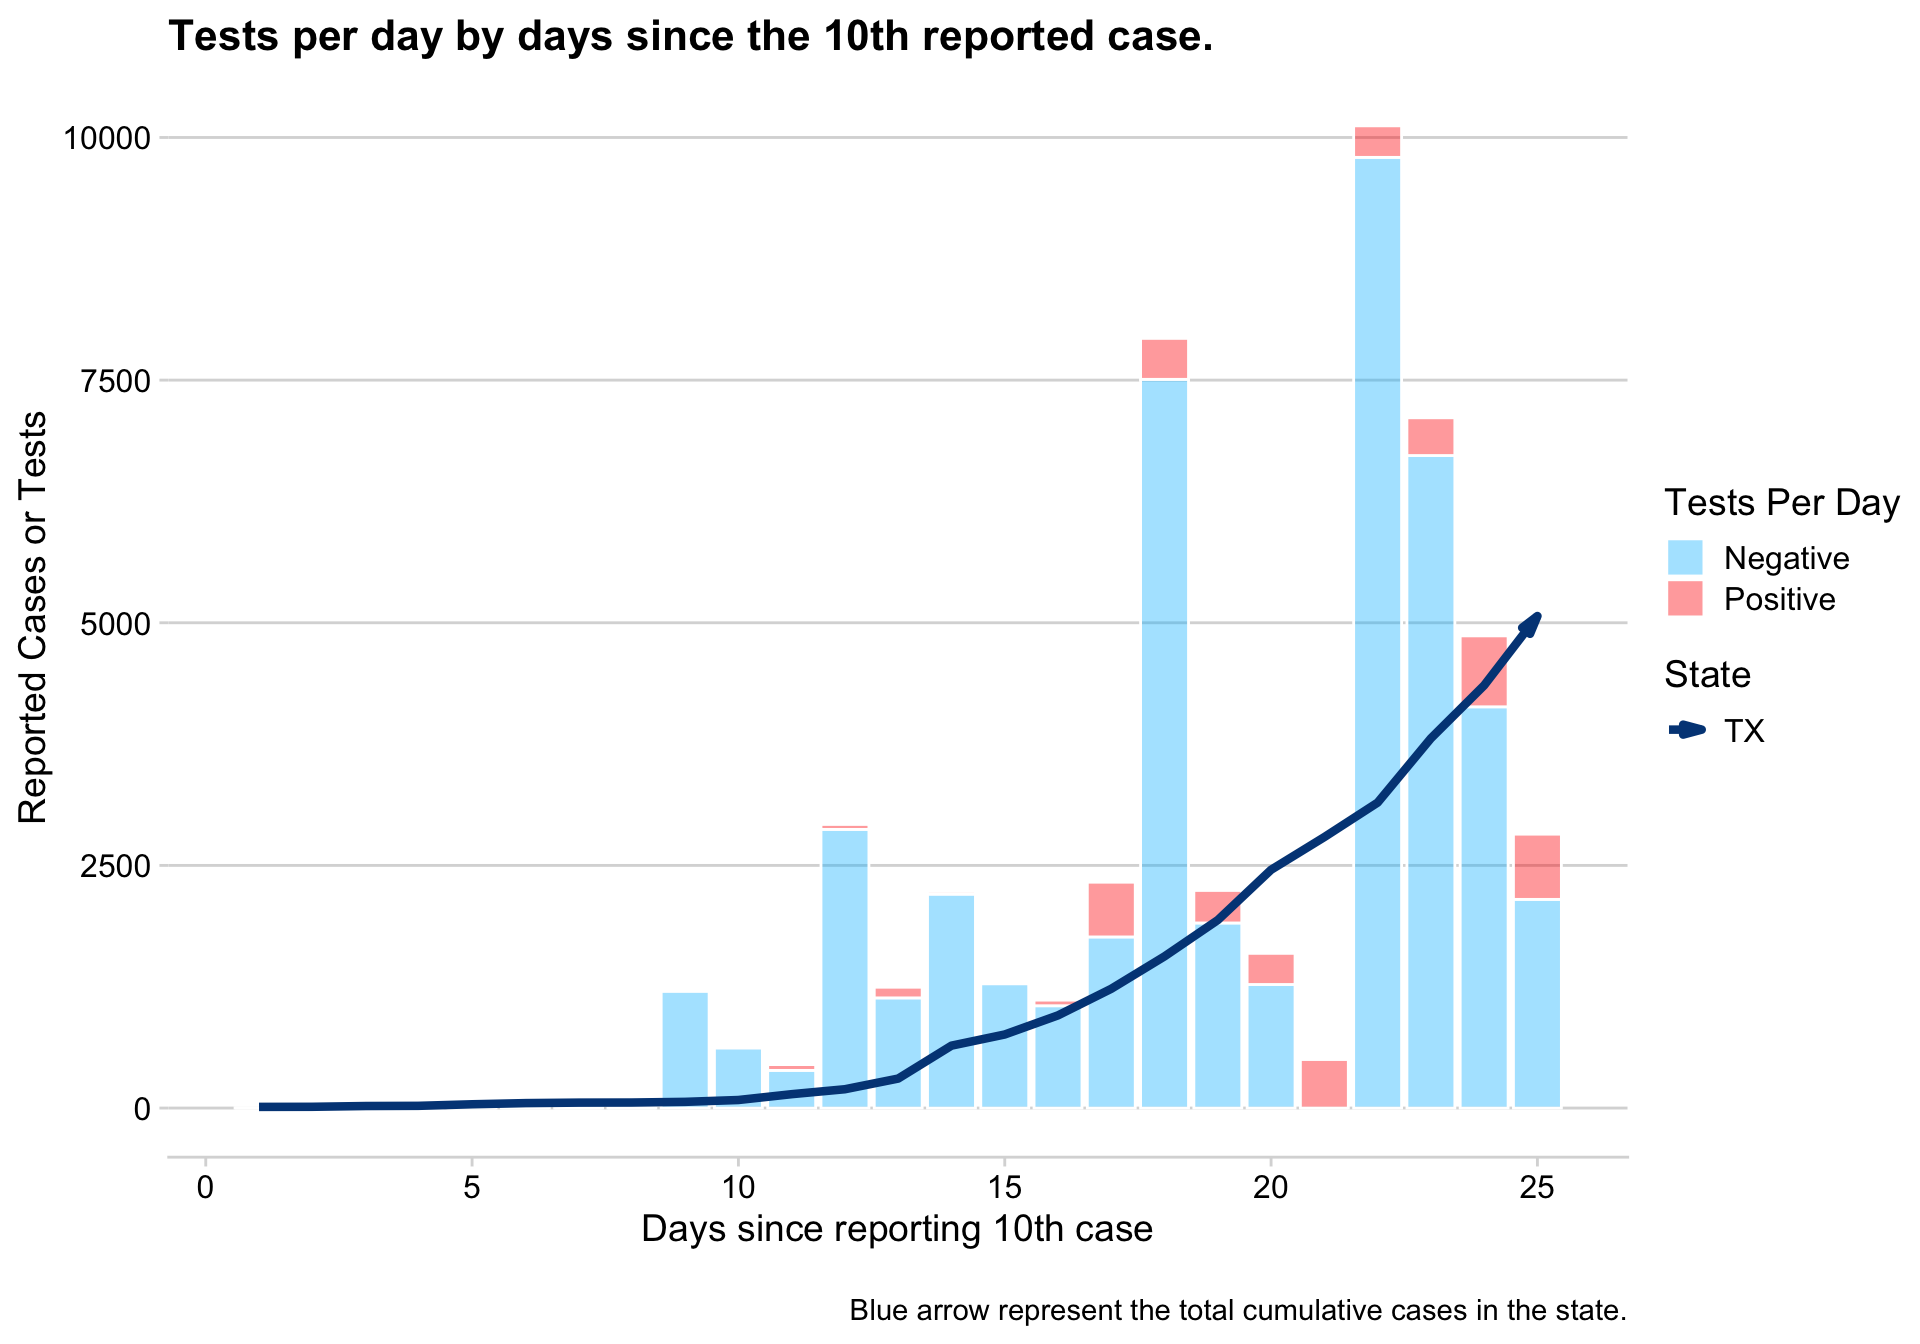 Tests per day by days since the 10th reported case.
10000
7500
5000
2500
0
Reported Cases or Tests
0 5 10 15 20 25
Days since reporting 10th case
Tests Per Day
Negative
Positive
State
TX
Blue arrow represent the total cumulative cases in the state.